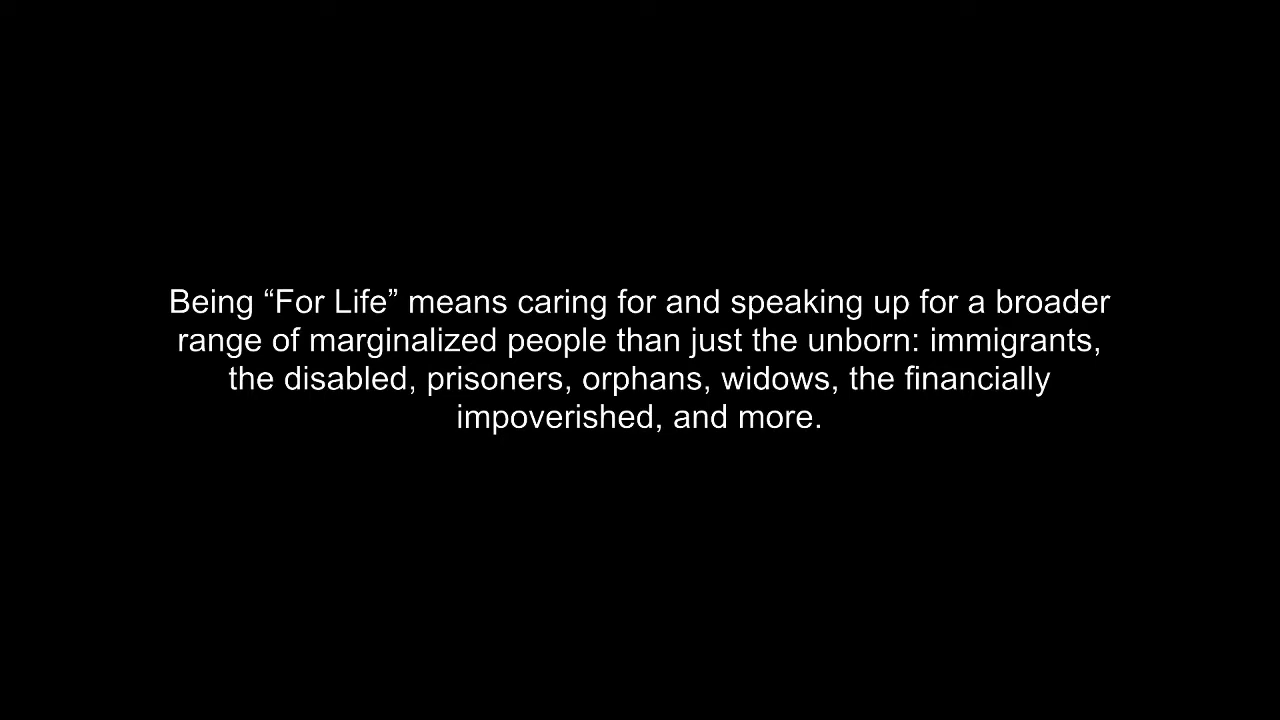 Being “For Life” means caring for and speaking up for a broader
range of marginalized people than just the unborn: immigrants,
the disabled, prisoners, orphans, widows, the financially
impoverished, and more.